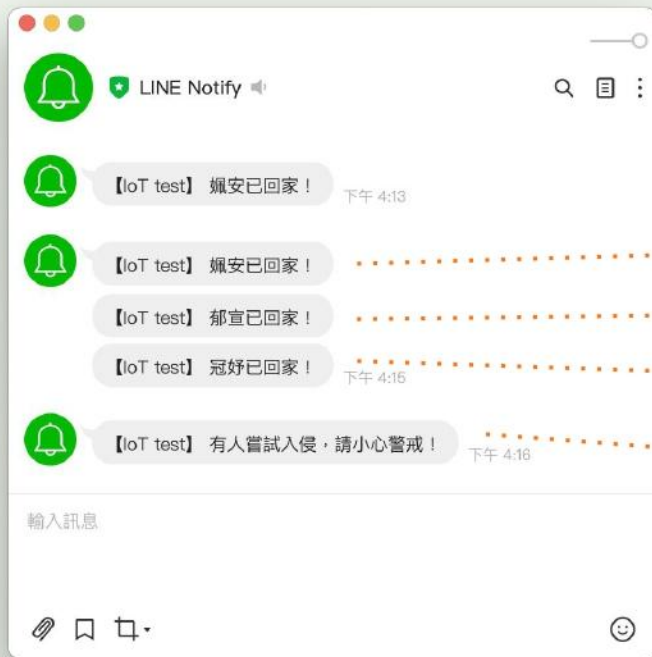 LINE Notify
【IoT test】 姵安已回家！
下午 4:13
【IoT test】 姵安已回家！
【IoT test】 郁宣已回家！
【IoT test】 冠妤已回家！
下午 4:15
【IoT test】 有人嘗試入侵，請小心警戒！
下午 4:16
輸入訊息